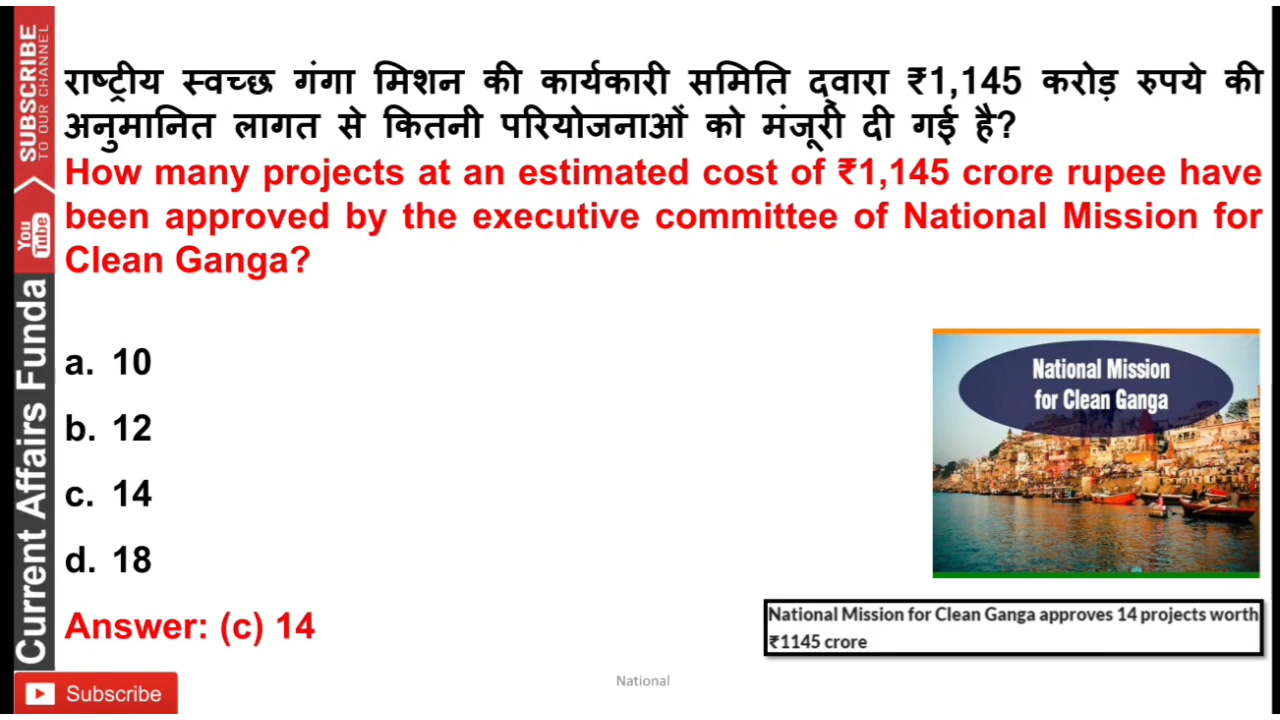 SUBSCRIBE
TO OUR CHANNEL
You
Tube
Current Affairs Funda
राष्ट्रीय स्वच्छ गंगा मिशन की कार्यकारी समिति द्वारा ₹1,145 करोड़ रुपये की
अनुमानित लागत से कितनी परियोजनाओं को मंजूरी दी गई है?
How many projects at an estimated cost of ₹1,145 crore rupee have
been approved by the executive committee of National Mission for
Clean Ganga?
a. 10
b. 12
c. 14
d. 18
Answer: (c) 14
National Mission
for Clean Ganga
National Mission for Clean Ganga approves 14 projects worth
₹1145 crore
National
Subscribe